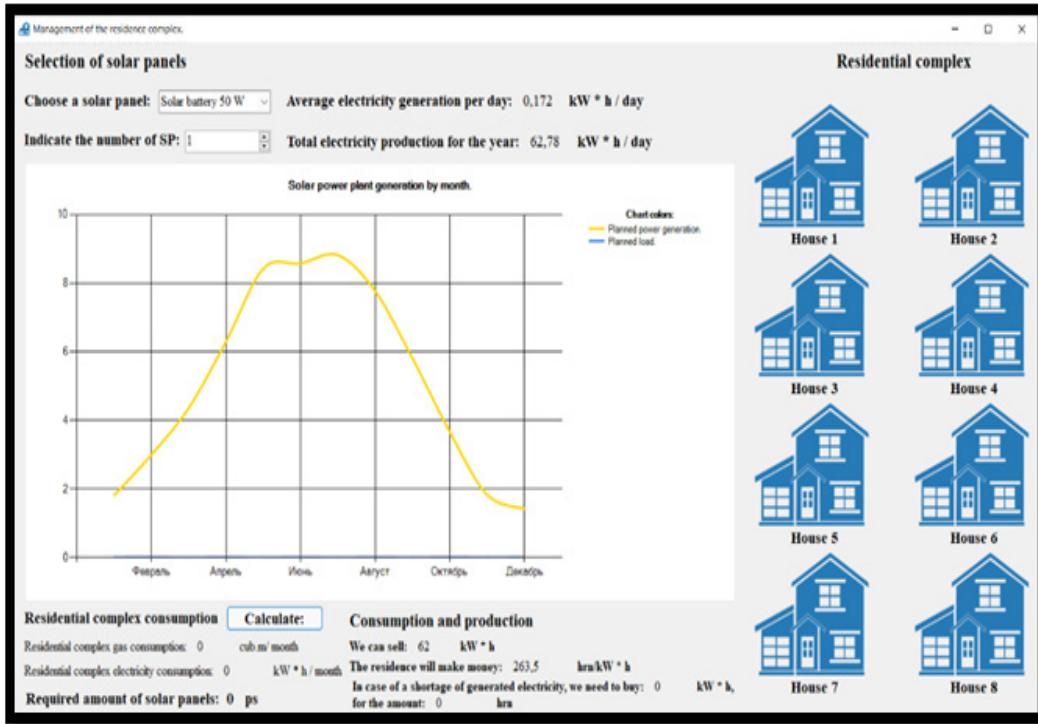 Management of the residence complex.
Selection of solar panels
Residential complex
Choose a solar panel: Solar battery 50 W
Average electricity generation per day: 0,172 kW * h / day
Indicate the number of SP: 1
Total electricity production for the year: 62,78 kW * h / day
Solar power plant generation by month.
Chart colors:
Planned power generation.
Planned load.
10
8
6
4
2
0
Февраль Апрель Июнь Август Октябрь Декабрь
House 1
House 2
House 3
House 4
House 5
House 6
House 7
House 8
Residential complex consumption Calculate:
Residential complex gas consumption: 0 cub.m/ month
Residential complex electricity consumption: 0 kW * h / month
Required amount of solar panels: 0 ps
Consumption and production
We can sell: 62 kW * h
The residence will make money: 263,5 hrn/kW * h
In case of a shortage of generated electricity, we need to buy: 0 kW * h,
for the amount: 0 hrn